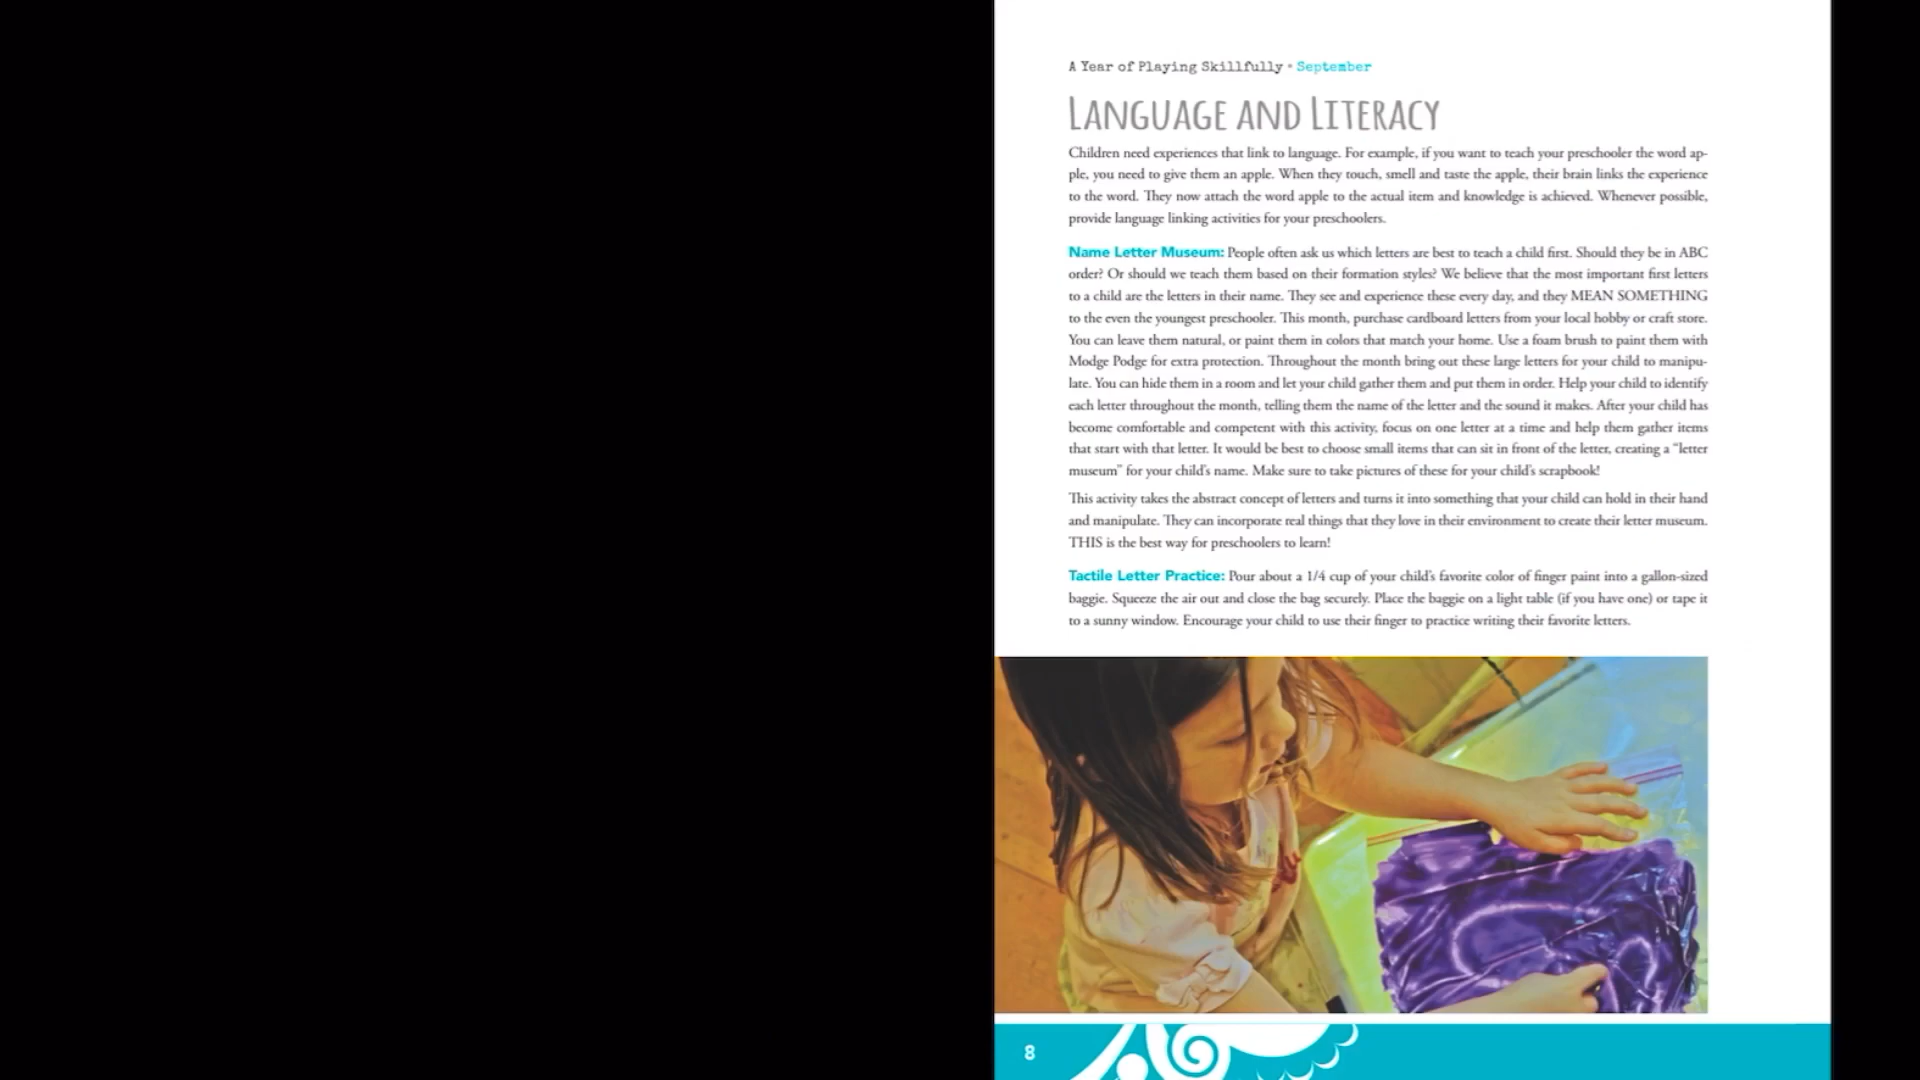 A Year of Playing Skillfully • September
LANGUAGE AND LITERACY
Children need experiences that link to language. For example, if you want to teach your preschooler the word ap-
ple, you need to give them an apple. When they touch, smell and taste the apple, their brain links the experience
to the word. They now attach the word apple to the actual item and knowledge is achieved. Whenever possible,
provide language linking activities for your preschoolers.
Name Letter Museum: People often ask us which letters are best to teach a child first. Should they be in ABC
order? Or should we teach them based on their formation styles? We believe that the most important first letters
to a child are the letters in their name. They see and experience these every day, and they MEAN SOMETHING
to the even the youngest preschooler. This month, purchase cardboard letters from your local hobby or craft store.
You can leave them natural, or paint them in colors that match your home. Use a foam brush to paint them with
Modge Podge for extra protection. Throughout the month bring out these large letters for your child to manipu-
late. You can hide them in a room and let your child gather them and put them in order. Help your child to identify
each letter throughout the month, telling them the name of the letter and the sound it makes. After your child has
become comfortable and competent with this activity, focus on one letter at a time and help them gather items
that start with that letter. It would be best to choose small items that can sit in front of the letter, creating a “letter
museum” for your child’s name. Make sure to take pictures of these for your child’s scrapbook!
This activity takes the abstract concept of letters and turns it into something that your child can hold in their hand
and manipulate. They can incorporate real things that they love in their environment to create their letter museum.
THIS is the best way for preschoolers to learn!
Tactile Letter Practice: Pour about a 1/4 cup of your child’s favorite color of finger paint into a gallon-sized
baggie. Squeeze the air out and close the bag securely. Place the baggie on a light table (if you have one) or tape it
to a sunny window. Encourage your child to use their finger to practice writing their favorite letters.
8